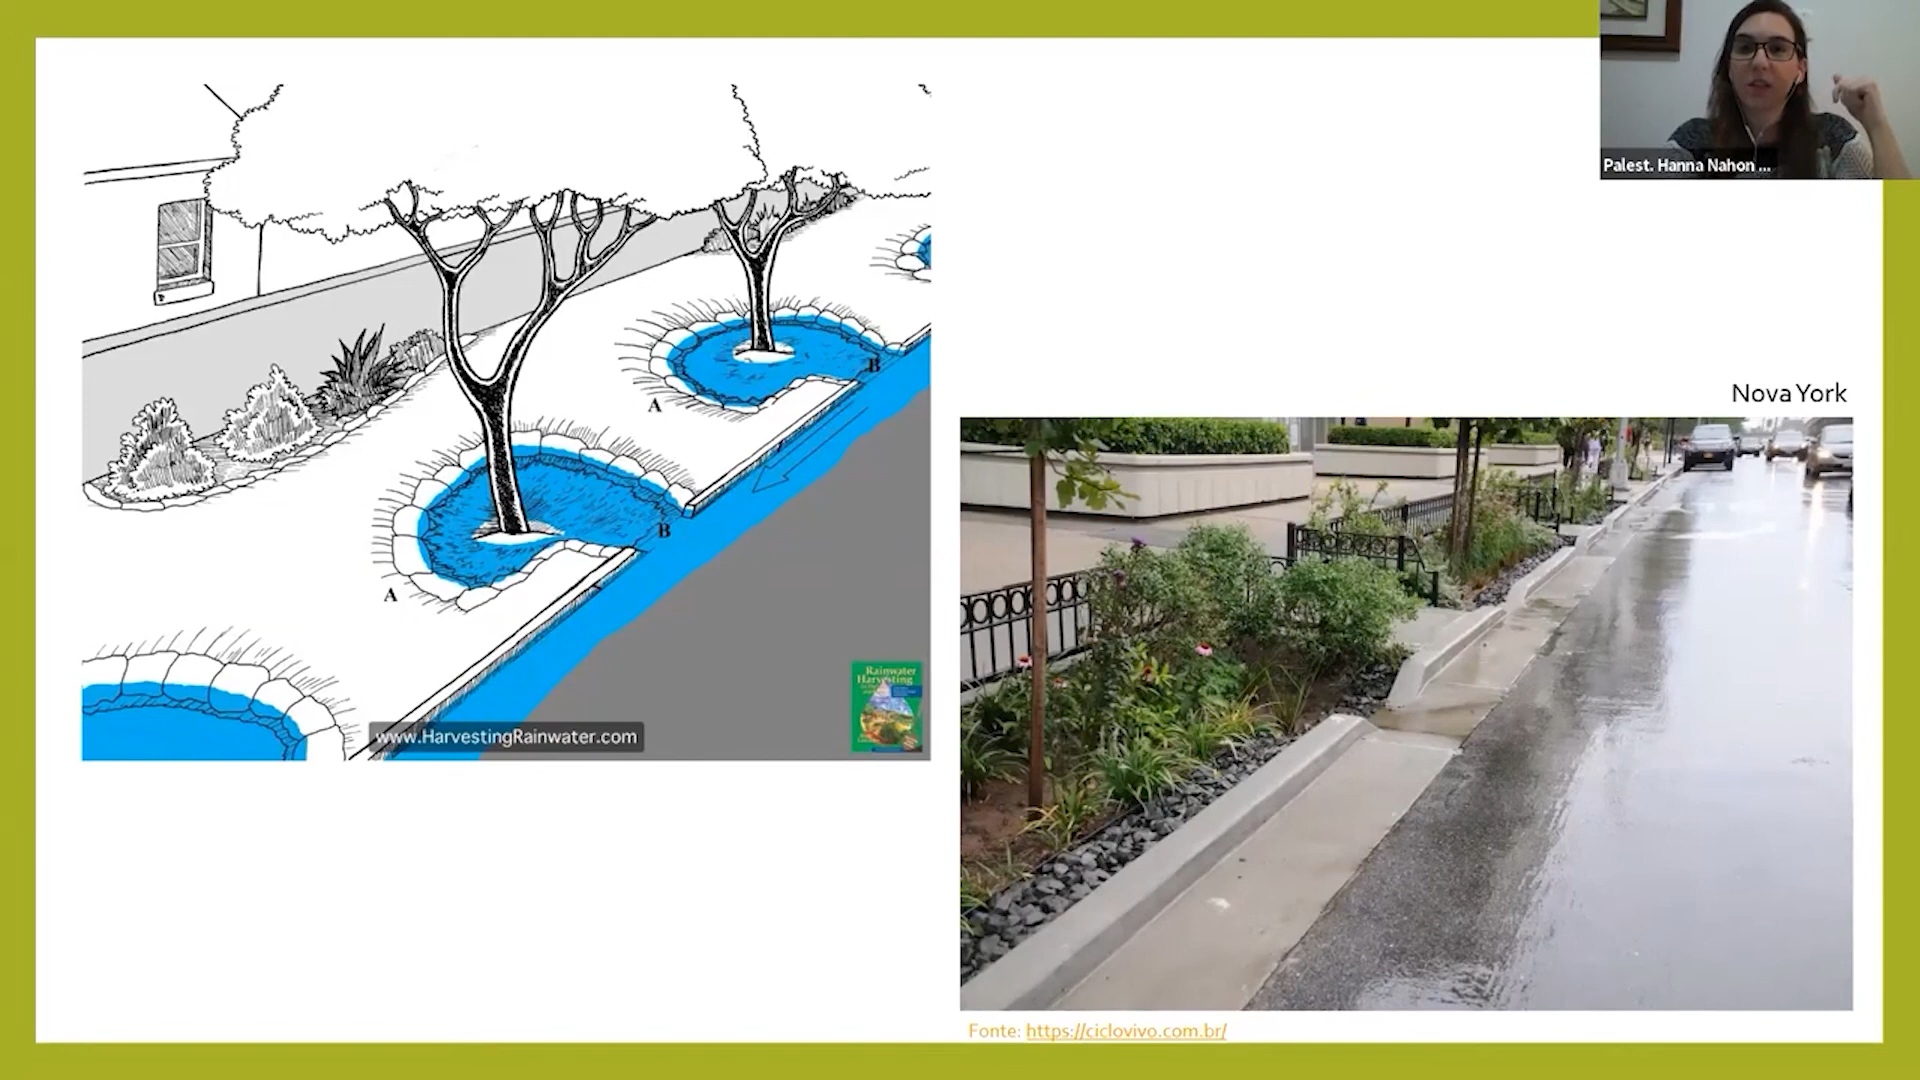 Palest. Hanna Nahon ...
B
A
B
A
Rainwater
Harvesting
www.HarvestingRainwater.com
Nova York
Fonte: https://ciclovivo.com.br/